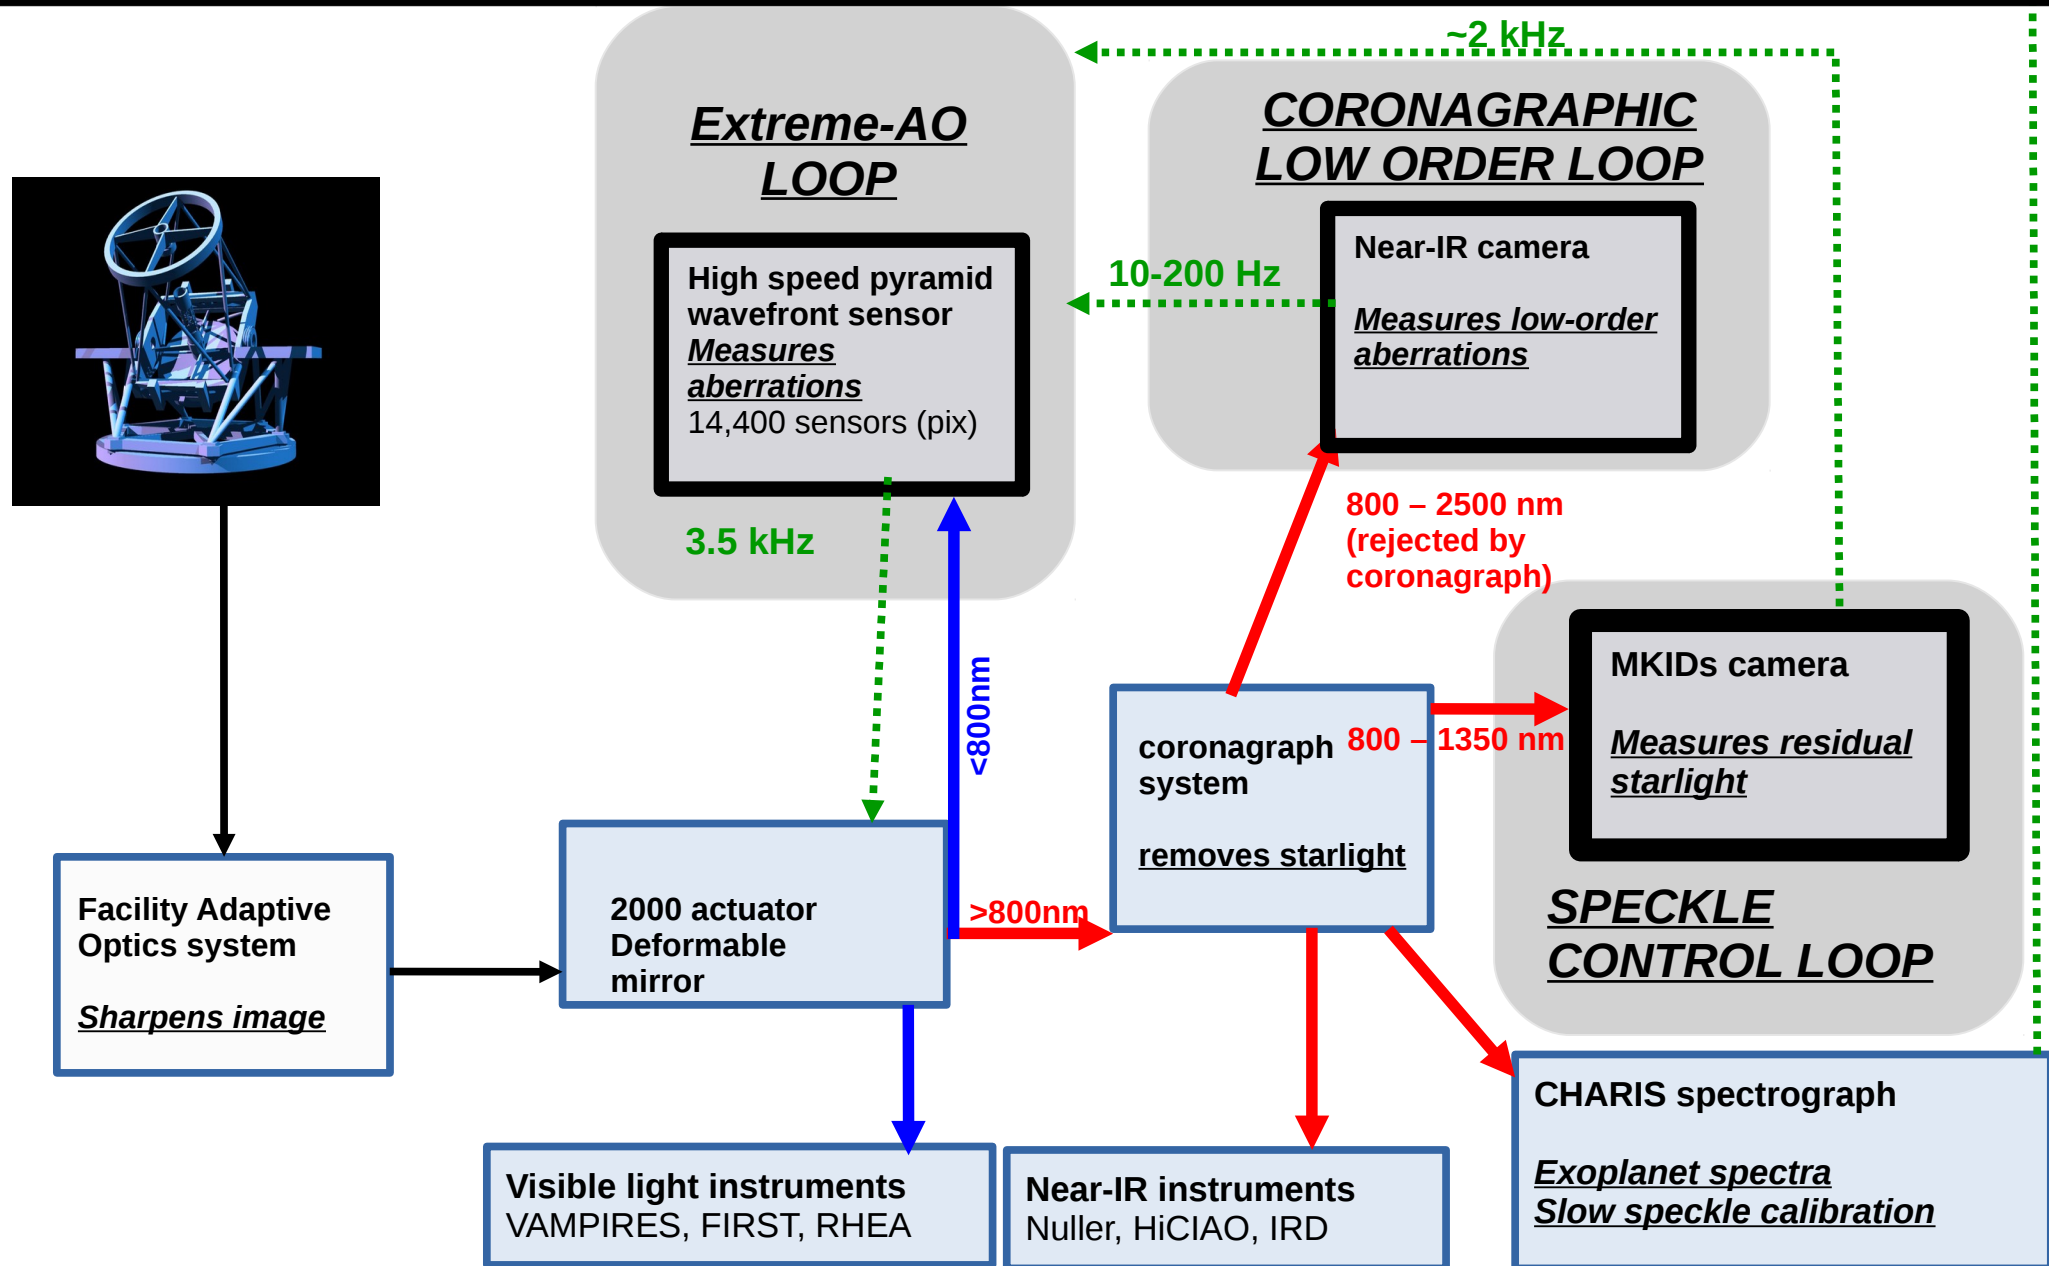 ~2 kHz
Extreme-AO
LOOP
CORONAGRAPHIC
LOW ORDER LOOP
High speed pyramid
wavefront sensor
Measures
aberrations
14,400 sensors (pix)
10-200 Hz
Near-IR camera
Measures low-order
aberrations
3.5 kHz
800 – 2500 nm
(rejected by
coronagraph)
<800nm
MKIDs camera
Measures residual
starlight
coronagraph
system
removes starlight
800 – 1350 nm
SPECKLE
CONTROL LOOP
Facility Adaptive
Optics system
Sharpens image
2000 actuator
Deformable
mirror
>800nm
Visible light instruments
VAMPIRES, FIRST, RHEA
Near-IR instruments
Nuller, HiCIAO, IRD
CHARIS spectrograph
Exoplanet spectra
Slow speckle calibration